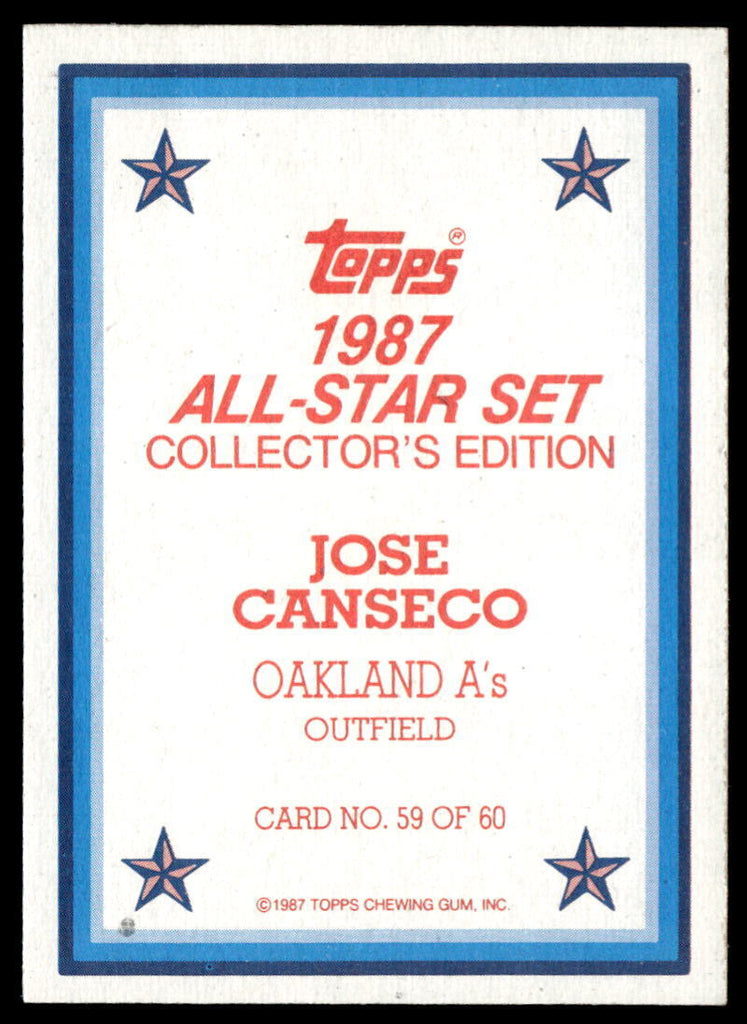 Topps®
1987
ALL-STAR SET
COLLECTOR'S EDITION
JOSE
CANSECO
OAKLAND A's
OUTFIELD
CARD NO. 59 OF 60
©1987 TOPPS CHEWING GUM, INC.